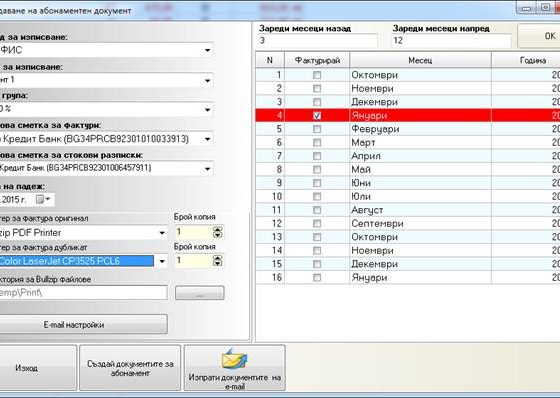 даване на абонаментен документ
д за изписване:
ФИС
за изписване:
нт 1
група:
0 %
ова сметка за фактури:
Кредит Банк (BG34PRCB92301010033913)
ова сметка за стокови разписки:
Кредит Банк (BG34PRCB92301006457911)
на падеж:
.2015 г.
тер за фактура оригинал
Брой копия
zip PDF Printer
1
тер за фактура дубликат
Брой копия
Color LaserJet CP3525 PCL6
1
ктория за Bullzip файлове
emp\Print\
...
E-mail настройки
Изход
Създай документите за абонамент
Изпрати документите на e-mail
Зареди месеци назад
Зареди месеци напред
3
12
OK
N Фактурирай Месец Година
1 Октомври 20
2 Ноември 20
3 Декември 20
4 Януари 20
5 Февруари 20
6 Март 20
7 Април 20
8 Май 20
9 Юни 20
10 Юли 20
11 Август 20
12 Септември 20
13 Октомври 20
14 Ноември 20
15 Декември 20
16 Януари 20